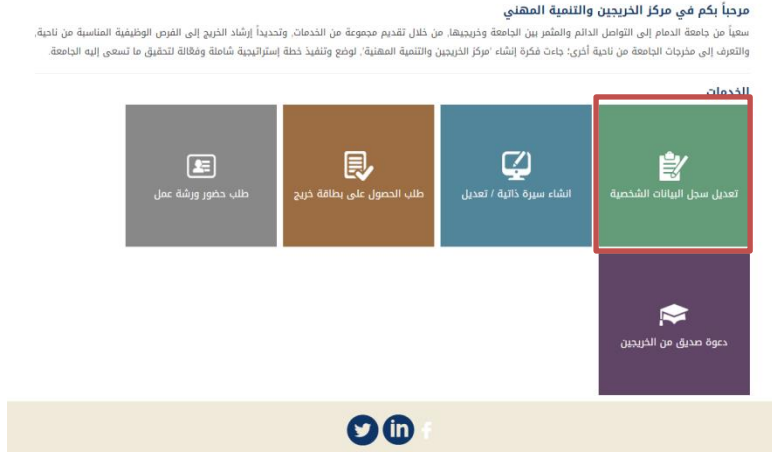 مرحباً بكم في مركز الخريجين والتنمية المهني
سعياً من جامعة الدمام إلى التواصل الدائم والمثمر بين الجامعة وخريجيها, من خلال تقديم مجموعة من الخدمات, وتحديداً إرشاد الخريج إلى الفرص الوظيفية المناسبة من ناحية,
والتعرف إلى مخرجات الجامعة من ناحية أخرى؛ جاءت فكرة إنشاء 'مركز الخريجين والتنمية المهنية', لوضع وتنفيذ خطة إستراتيجية شاملة وفعّالة لتحقيق ما تسعى إليه الجامعة.
الخدمات
تعديل سجل البيانات الشخصية
انشاء سيرة ذاتية / تعديل
طلب الحصول على بطاقة خريج
طلب حضور ورشة عمل
دعوة صديق من الخريجين
in f